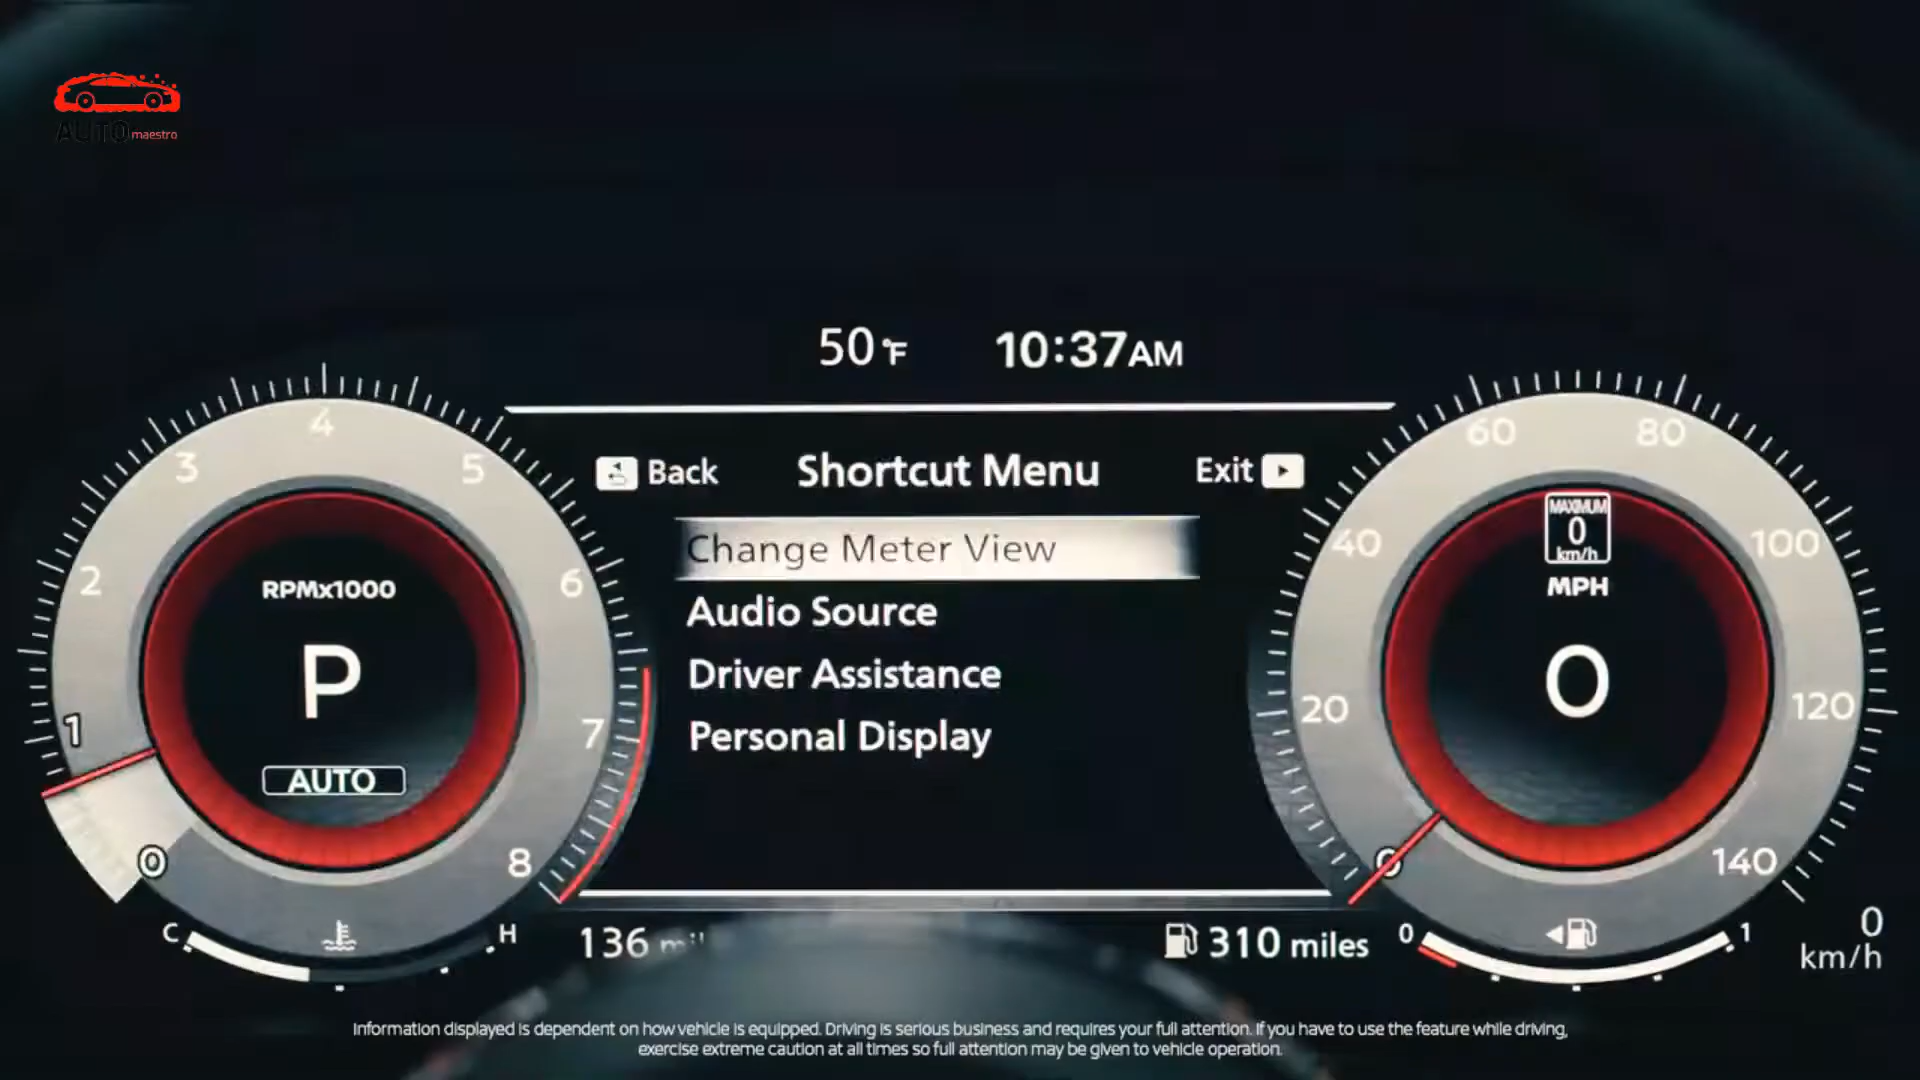 AUTO maestro
50°F 10:37AM
Back Shortcut Menu Exit
Change Meter View
Audio Source
Driver Assistance
Personal Display
RPMx1000
P
AUTO
0
1
2
3
4
5
6
7
8
C H
MAXIMUM
0
km/h
MPH
0
0
20
40
60
80
100
120
140
136
310 miles
0 1
0
km/h
Information displayed is dependent on how vehicle is equipped. Driving is serious business and requires your full attention. If you have to use the feature while driving,
exercise extreme caution at all times so full attention may be given to vehicle operation.